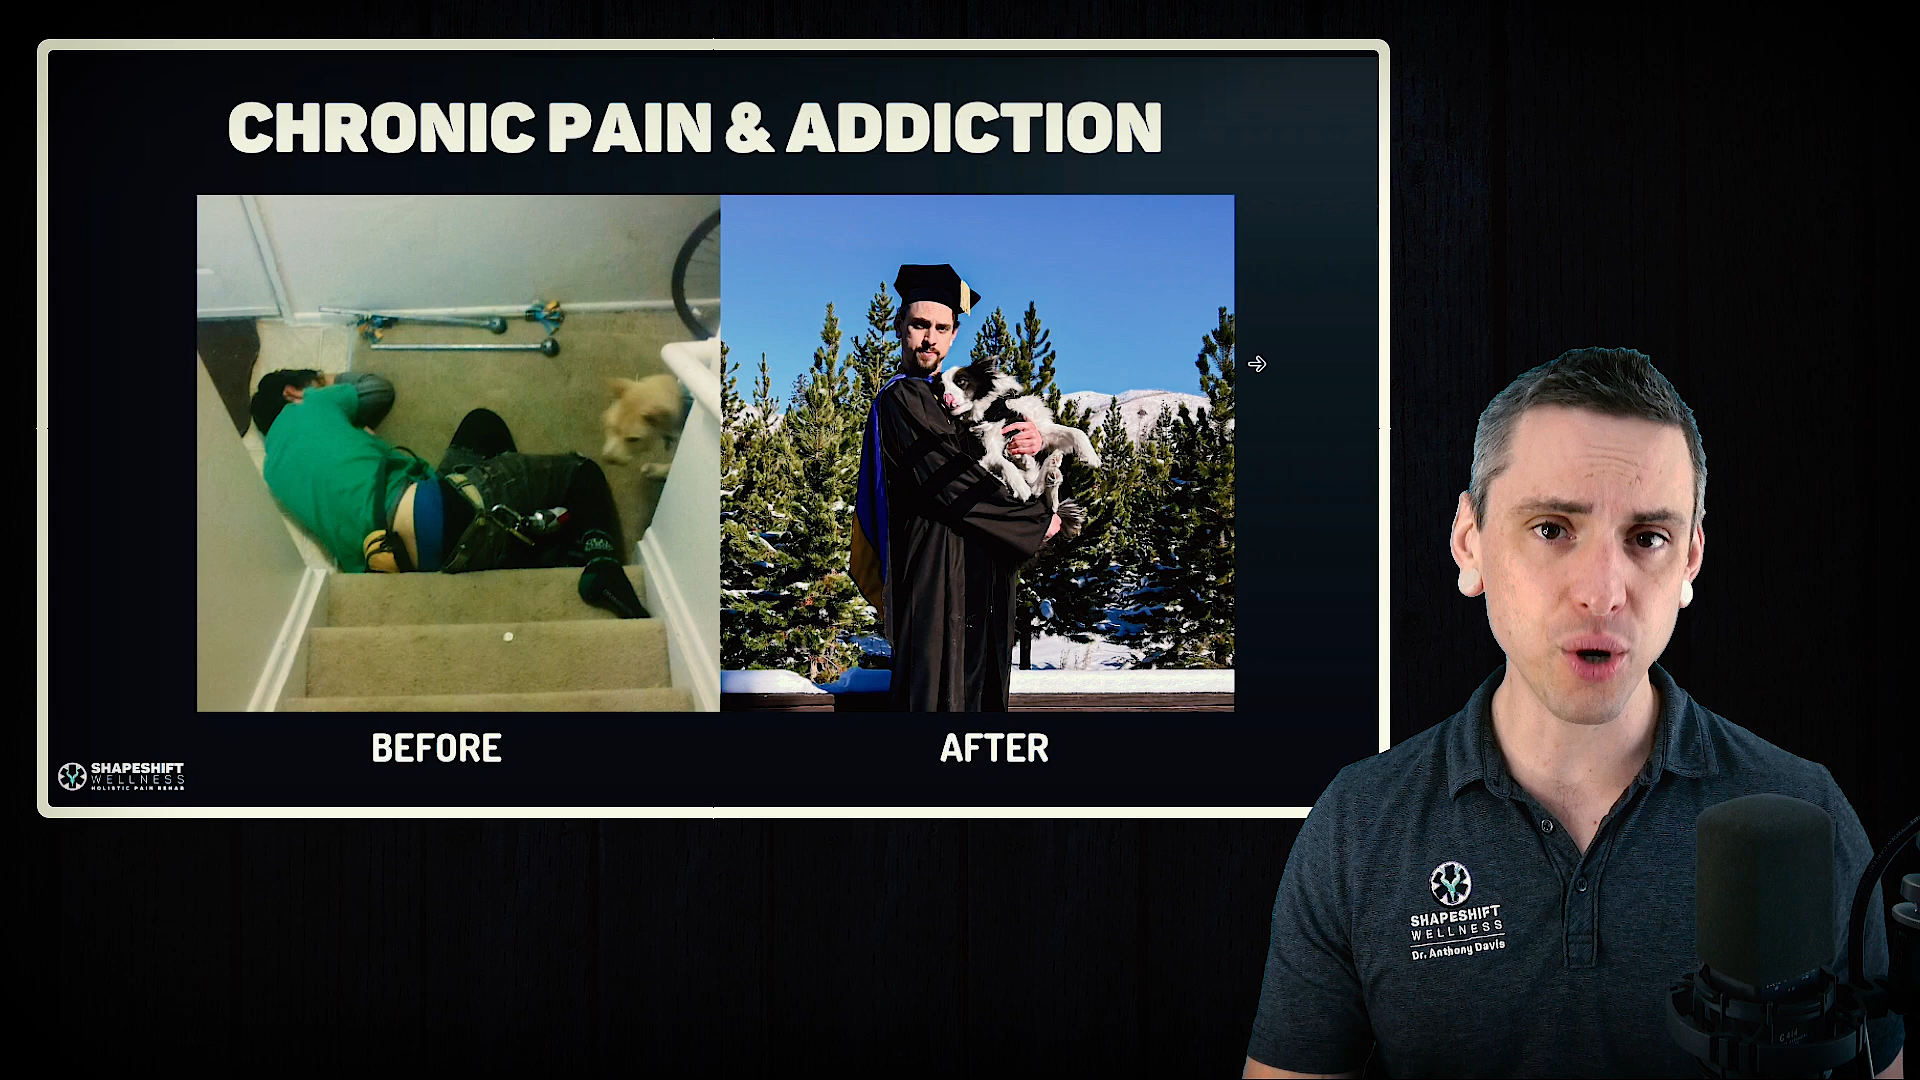 CHRONIC PAIN & ADDICTION
BEFORE
AFTER
SHAPESHIFT
WELLNESS
HOLISTIC PAIN REHAB
SHAPESHIFT
WELLNESS
Dr. Anthony Davis